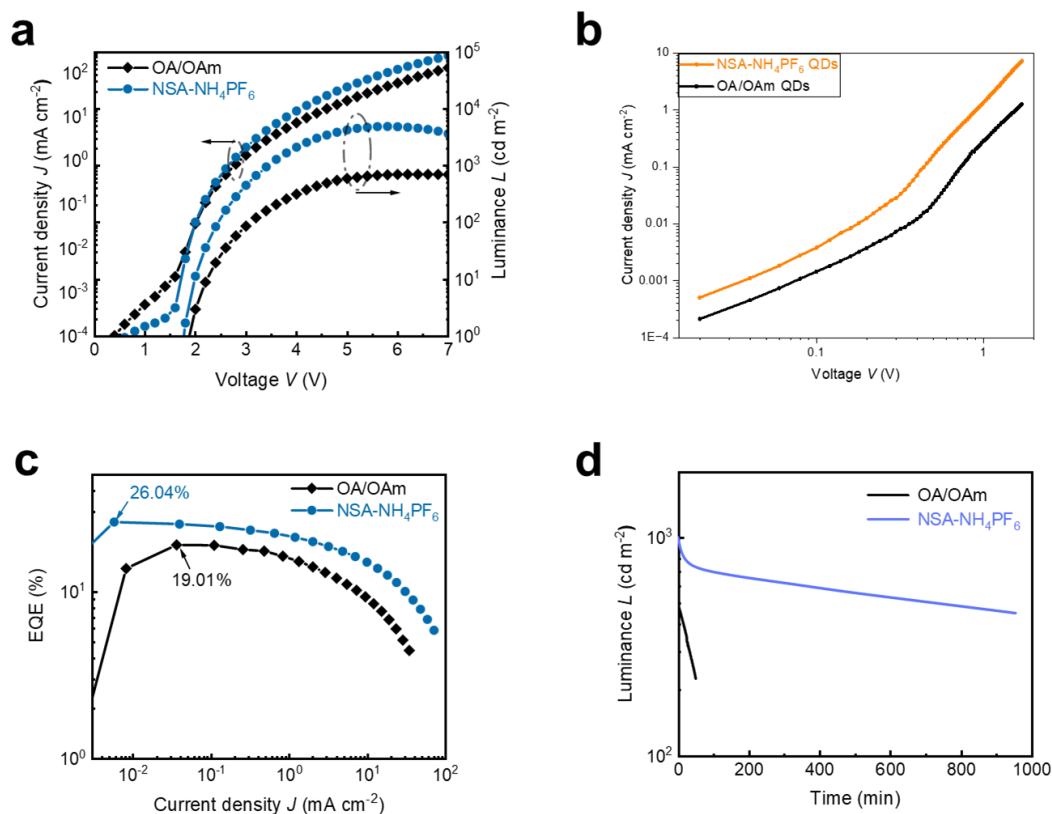 a
OA/OAm
NSA-NH₄PF₆
Current density J (mA cm⁻²)
10²
10¹
10⁰
10⁻¹
10⁻²
10⁻³
10⁻⁴
Luminance L (cd m⁻²)
10⁵
10⁴
10³
10²
10¹
10⁰
0 1 2 3 4 5 6 7
Voltage V (V)
b
NSA-NH₄PF₆ QDs
OA/OAm QDs
Current density J (mA cm⁻²)
10
1
0.1
0.01
0.001
1E−4
0.1 1
Voltage V (V)
c
OA/OAm
NSA-NH₄PF₆
26.04%
19.01%
EQE (%)
10¹
10⁰
10⁻² 10⁻¹ 10⁰ 10¹ 10²
Current density J (mA cm⁻²)
d
OA/OAm
NSA-NH₄PF₆
Luminance L (cd m⁻²)
10³
10²
0 200 400 600 800 1000
Time (min)